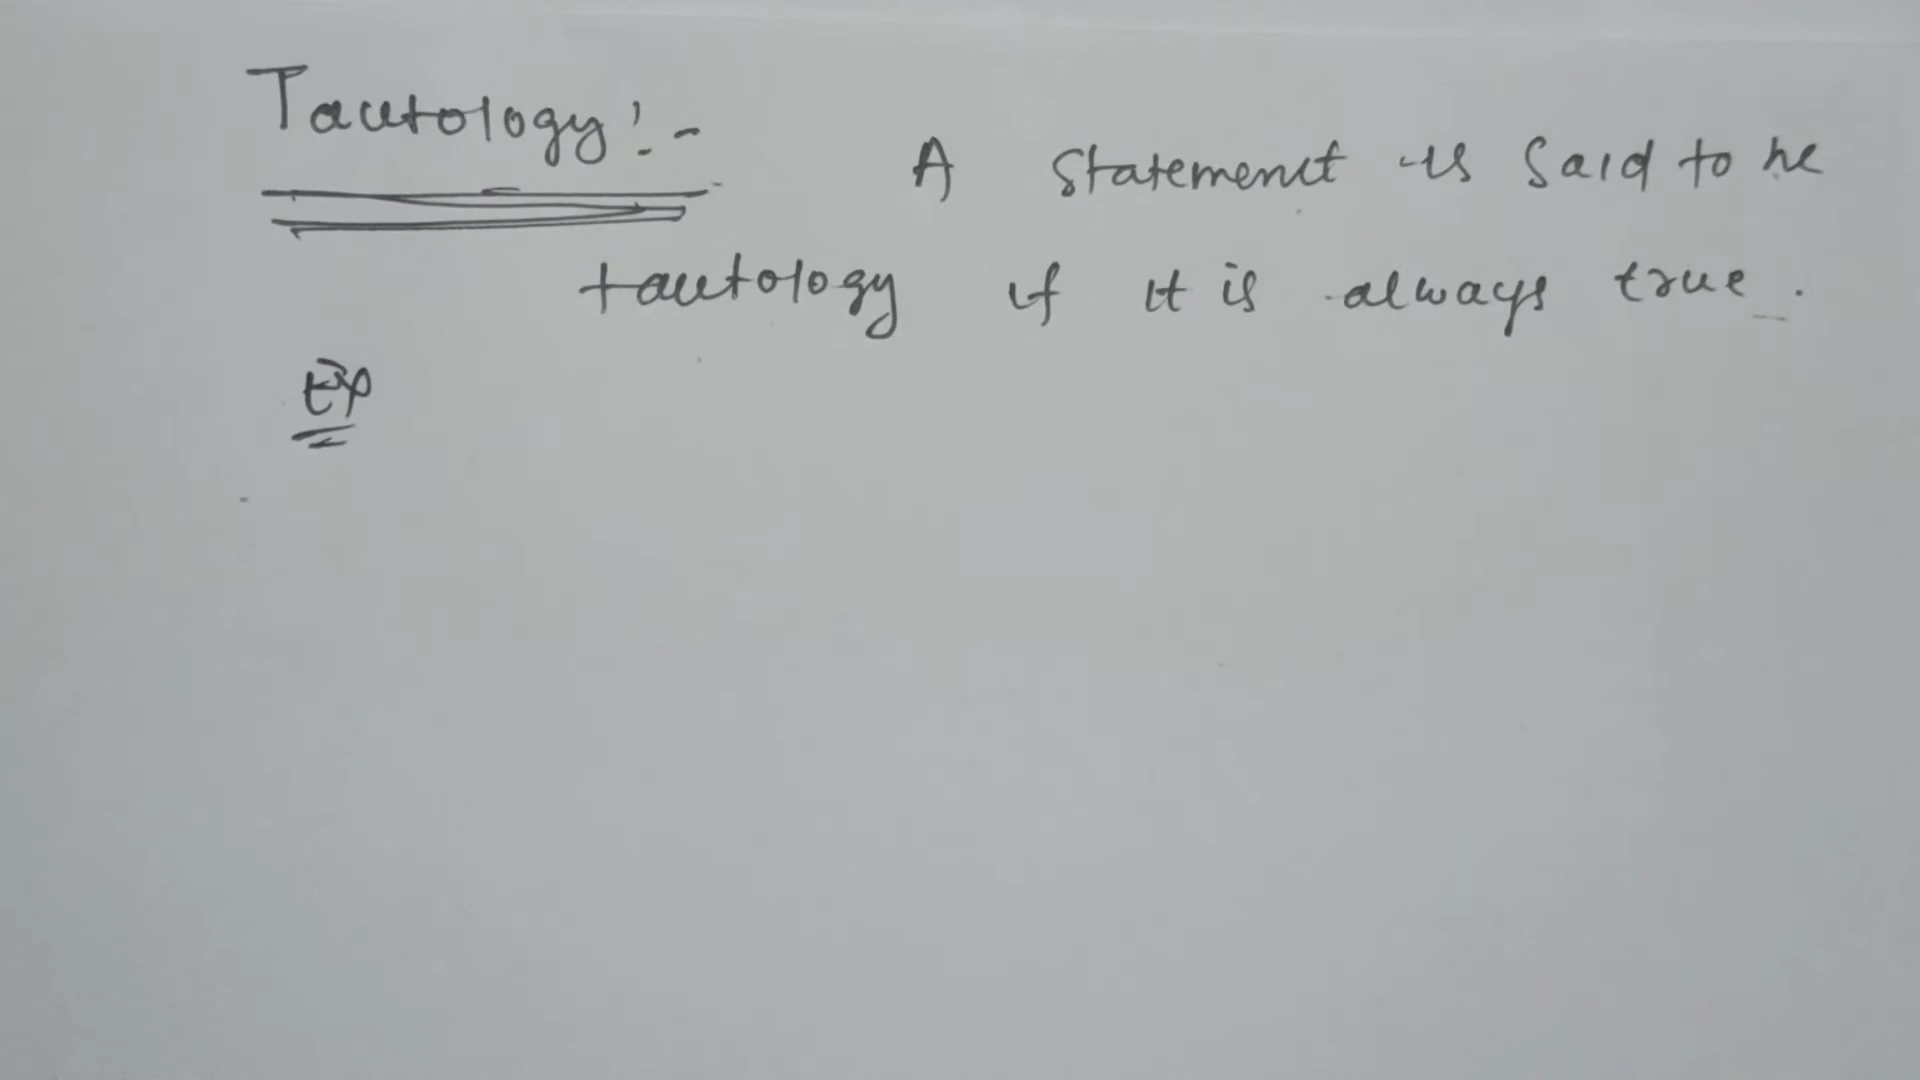 Tautology:- A statement is said to be
tautology if it is always true.
Ex